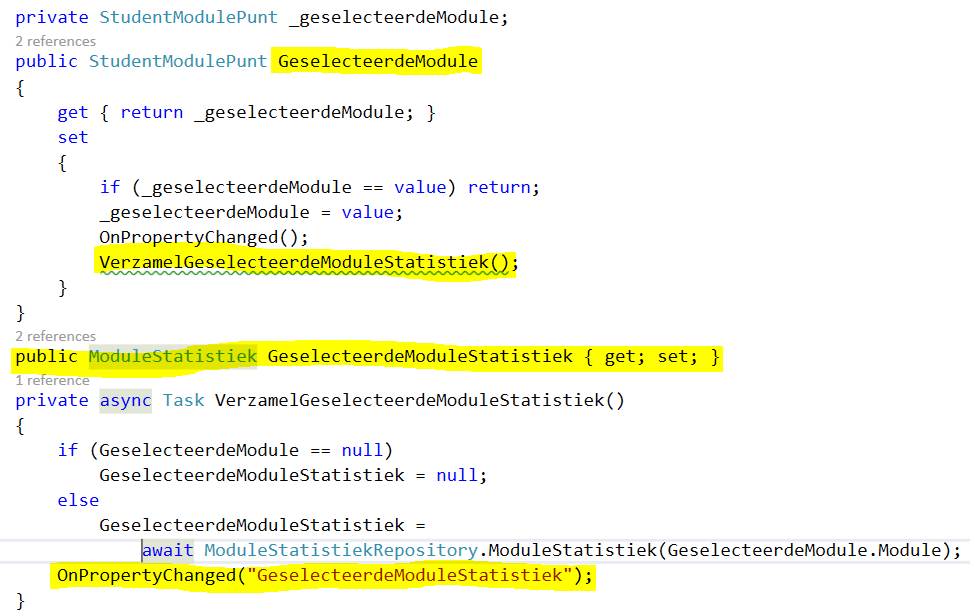 private StudentModulePunt _geselecteerdeModule;
2 references
public StudentModulePunt GeselecteerdeModule
{
get { return _geselecteerdeModule; }
set
{
if (_geselecteerdeModule == value) return;
_geselecteerdeModule = value;
OnPropertyChanged();
VerzamelGeselecteerdeModuleStatistiek();
}
}
2 references
public ModuleStatistiek GeselecteerdeModuleStatistiek { get; set; }
1 reference
private async Task VerzamelGeselecteerdeModuleStatistiek()
{
if (GeselecteerdeModule == null)
GeselecteerdeModuleStatistiek = null;
else
GeselecteerdeModuleStatistiek =
await ModuleStatistiekRepository.ModuleStatistiek(GeselecteerdeModule.Module);
OnPropertyChanged("GeselecteerdeModuleStatistiek");
}